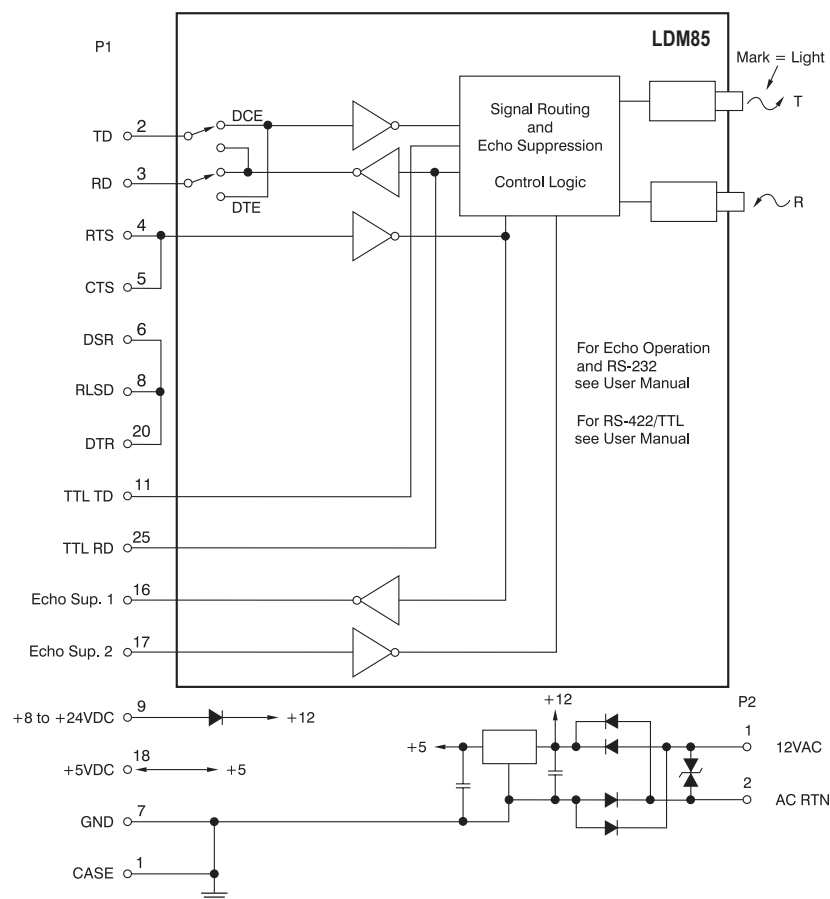 P1
LDM85
Mark = Light
T
DCE
TD
2
Signal Routing
and
Echo Suppression
Control Logic
RD
3
DTE
R
RTS
4
CTS
5
DSR
6
For Echo Operation
and RS-232
see User Manual
RLSD
8
For RS-422/TTL
see User Manual
DTR
20
TTL TD
11
TTL RD
25
Echo Sup. 1
16
Echo Sup. 2
17
+8 to +24VDC
9
+12
+12
P2
+5VDC
18
+5
+5
1
12VAC
2
AC RTN
GND
7
CASE
1